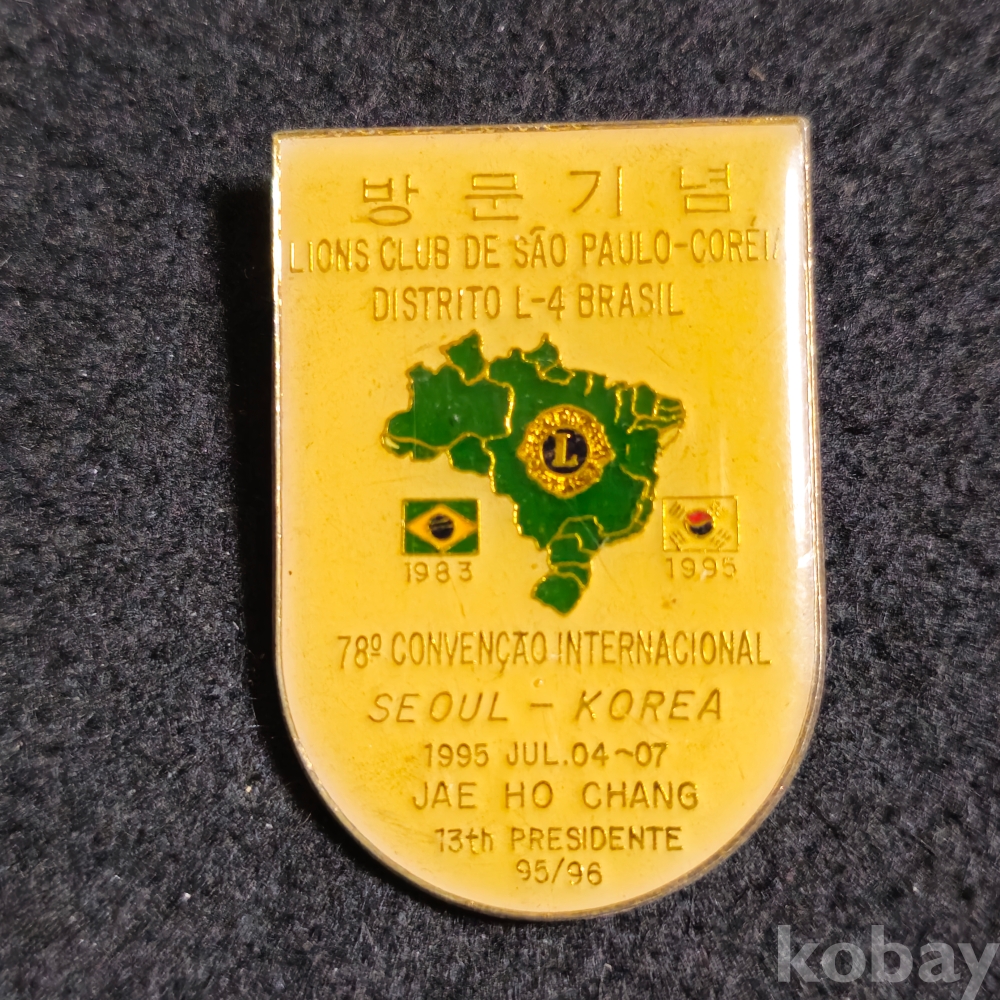 방문기념
LIONS CLUB DE SÃO PAULO-CORÉIA
DISTRITO L-4 BRASIL
L
1983
1995
78º CONVENÇÃO INTERNACIONAL
SEOUL - KOREA
1995 JUL.04~07
JAE HO CHANG
13th PRESIDENTE
95/96
kobay